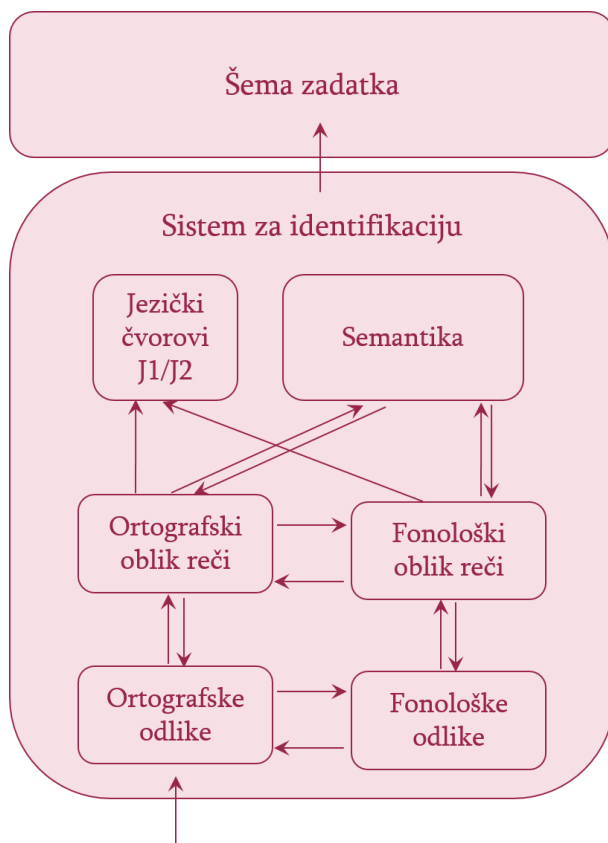 Šema zadatka
Sistem za identifikaciju
Jezički
čvorovi
J1/J2
Semantika
Ortografski
oblik reči
Fonološki
oblik reči
Ortografske
odlike
Fonološke
odlike